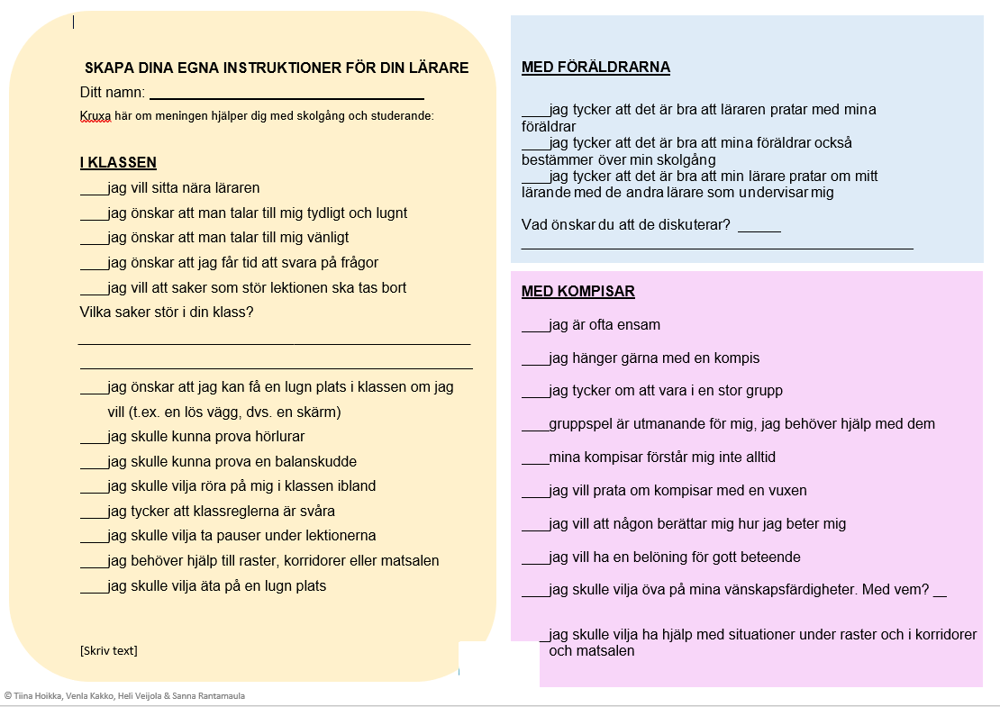 SKAPA DINA EGNA INSTRUKTIONER FÖR DIN LÄRARE
Ditt namn: ___________________________________
Kruxa här om meningen hjälper dig med skolgång och studerande:
I KLASSEN
____jag vill sitta nära läraren
____jag önskar att man talar till mig tydligt och lugnt
____jag önskar att man talar till mig vänligt
____jag önskar att jag får tid att svara på frågor
____jag vill att saker som stör lektionen ska tas bort
Vilka saker stör i din klass?
____jag önskar att jag kan få en lugn plats i klassen om jag
vill (t.ex. en lös vägg, dvs. en skärm)
____jag skulle kunna prova hörlurar
____jag skulle kunna prova en balanskudde
____jag skulle vilja röra på mig i klassen ibland
____jag tycker att klassreglerna är svåra
____jag skulle vilja ta pauser under lektionerna
____jag behöver hjälp till raster, korridorer eller matsalen
____jag skulle vilja äta på en lugn plats
[Skriv text]
MED FÖRÄLDRARNA
____jag tycker att det är bra att läraren pratar med mina
föräldrar
____jag tycker att det är bra att mina föräldrar också
bestämmer över min skolgång
____jag tycker att det är bra att min lärare pratar om mitt
lärande med de andra lärare som undervisar mig
Vad önskar du att de diskuterar? ______
MED KOMPISAR
____jag är ofta ensam
____jag hänger gärna med en kompis
____jag tycker om att vara i en stor grupp
____gruppspel är utmanande för mig, jag behöver hjälp med dem
____mina kompisar förstår mig inte alltid
____jag vill prata om kompisar med en vuxen
____jag vill att någon berättar mig hur jag beter mig
____jag vill ha en belöning för gott beteende
____jag skulle vilja öva på mina vänskapsfärdigheter. Med vem? __
_jag skulle vilja ha hjälp med situationer under raster och i korridorer
och matsalen
© Tiina Hoikka, Venla Kakko, Heli Veijola & Sanna Rantamaula